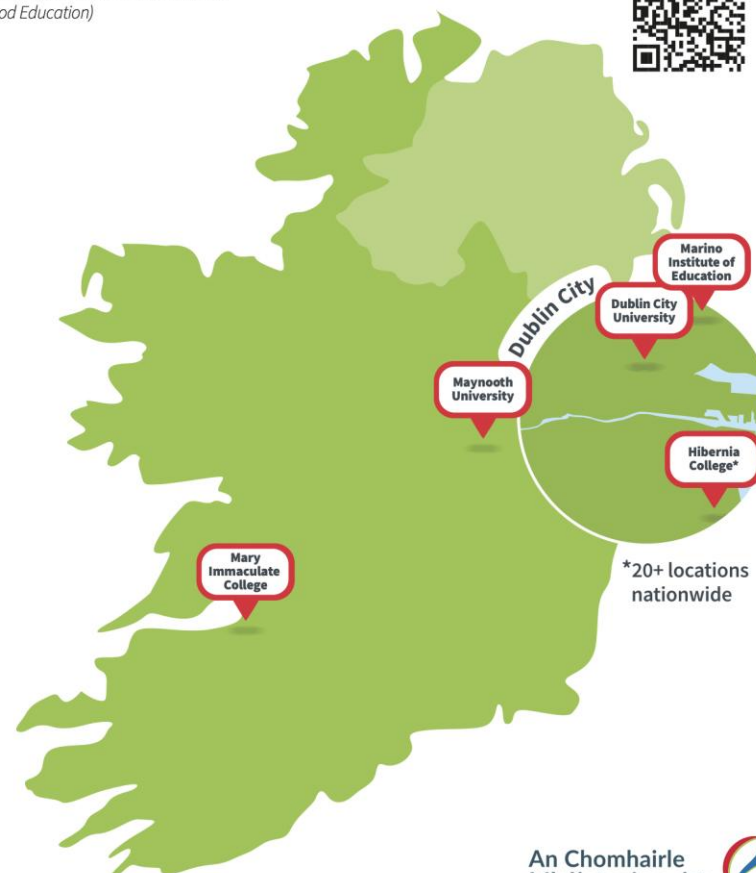 od Education)
Marino
Institute of
Education
Dublin City
Dublin City
University
Maynooth
University
Hibernia
College*
Mary
Immaculate
College
*20+ locations
nationwide
An Chomhairle